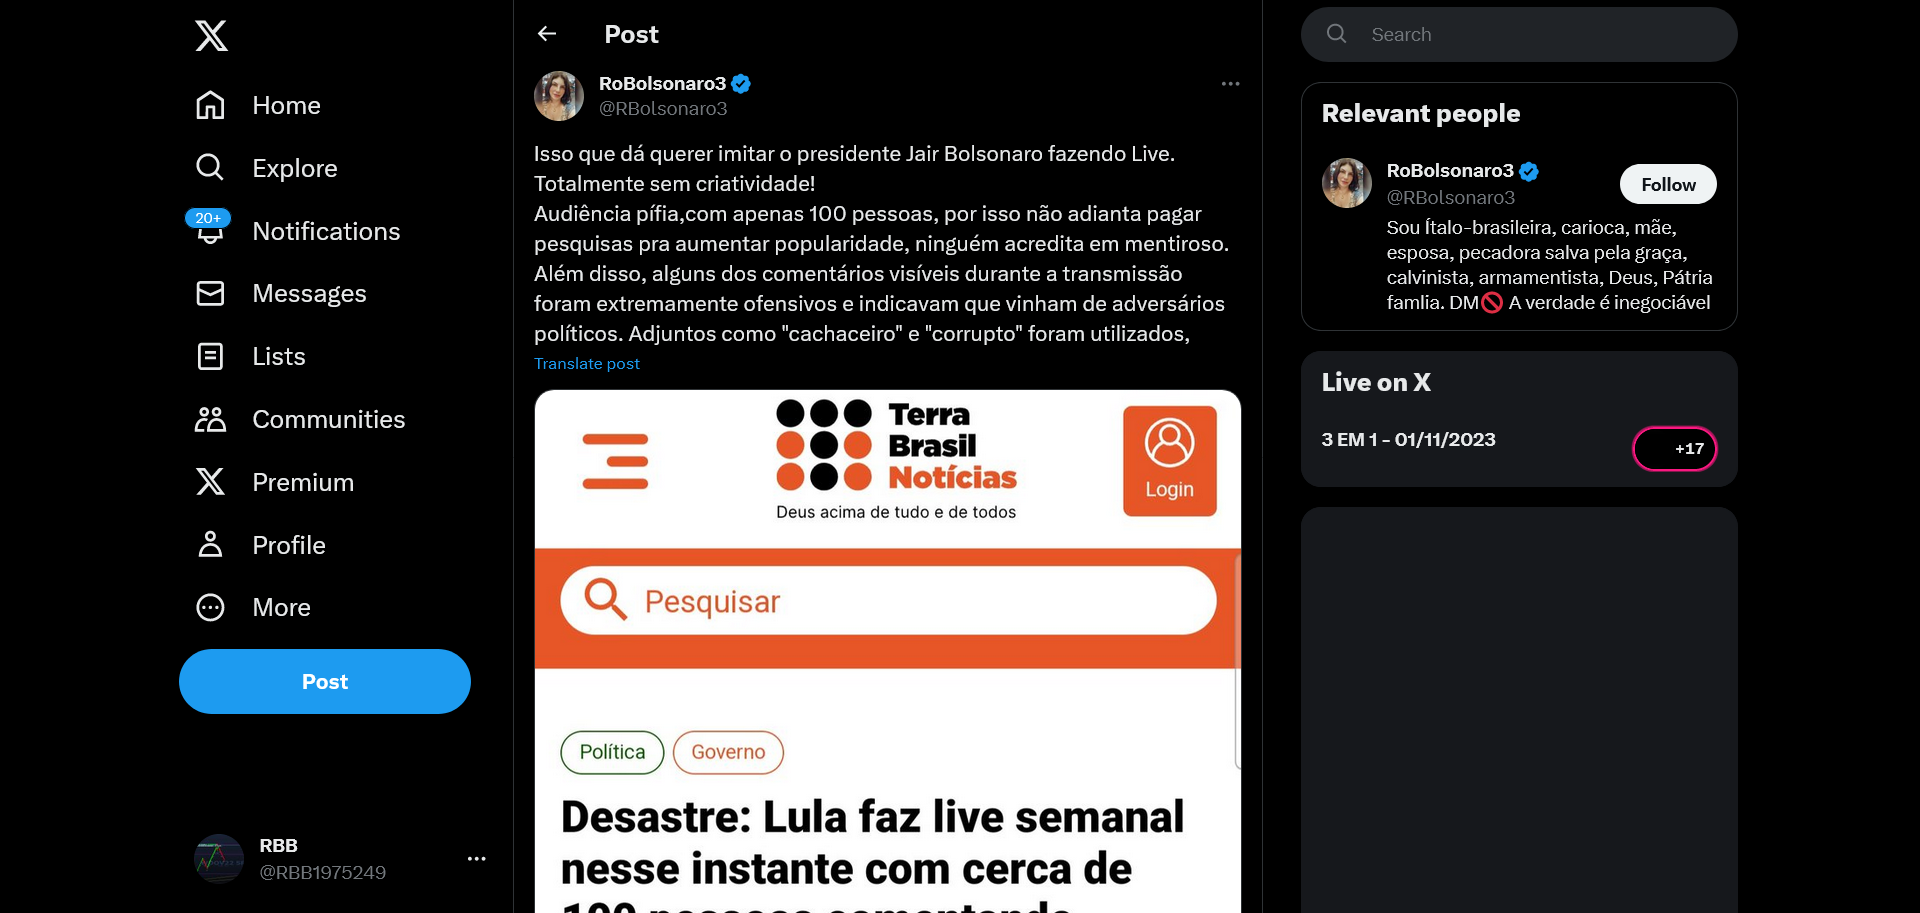 Home
Explore
20+
Notifications
Messages
Lists
Communities
Premium
Profile
More
Post
RBB
@RBB1975249
Post
RoBolsonaro3
@RBolsonaro3
Isso que dá querer imitar o presidente Jair Bolsonaro fazendo Live.
Totalmente sem criatividade!
Audiência pífia,com apenas 100 pessoas, por isso não adianta pagar
pesquisas pra aumentar popularidade, ninguém acredita em mentiroso.
Além disso, alguns dos comentários visíveis durante a transmissão
foram extremamente ofensivos e indicavam que vinham de adversários
políticos. Adjuntos como "cachaceiro" e "corrupto" foram utilizados,
Translate post
Terra
Brasil
Notícias
Deus acima de tudo e de todos
Login
Pesquisar
Política
Governo
Desastre: Lula faz live semanal
nesse instante com cerca de
100 pessoas comentando
Search
Relevant people
RoBolsonaro3
@RBolsonaro3
Follow
Sou Ítalo-brasileira, carioca, mãe,
esposa, pecadora salva pela graça,
calvinista, armamentista, Deus, Pátria
famlia. DM🚫 A verdade é inegociável
Live on X
3 EM 1 - 01/11/2023
+17